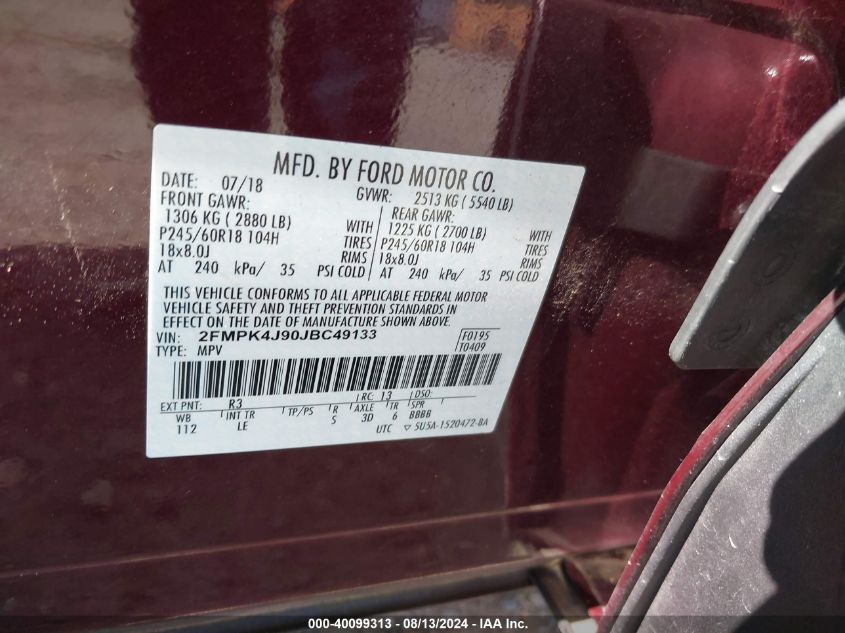 MFD. BY FORD MOTOR CO.
DATE: 07/18 GVWR: 2513 KG ( 5540 LB)
FRONT GAWR: REAR GAWR:
1306 KG ( 2880 LB) WITH 1225 KG ( 2700 LB) WITH
P245/60R18 104H TIRES P245/60R18 104H TIRES
18x8.0J RIMS 18x8.0J RIMS
AT 240 kPa/ 35 PSI COLD AT 240 kPa/ 35 PSI COLD
THIS VEHICLE CONFORMS TO ALL APPLICABLE FEDERAL MOTOR
VEHICLE SAFETY AND THEFT PREVENTION STANDARDS IN
EFFECT ON THE DATE OF MANUFACTURE SHOWN ABOVE.
VIN: 2FMPK4J90JBC49133 F0195
TYPE: MPV T0409
EXT PNT: R3 RC: 13 DSO:
WB INT TR TP/PS R AXLE TR SPR
112 LE S 3D 6 BBBB
UTC ▽ 5U5A-1520472-BA
000-40099313 - 08/13/2024 - IAA Inc.